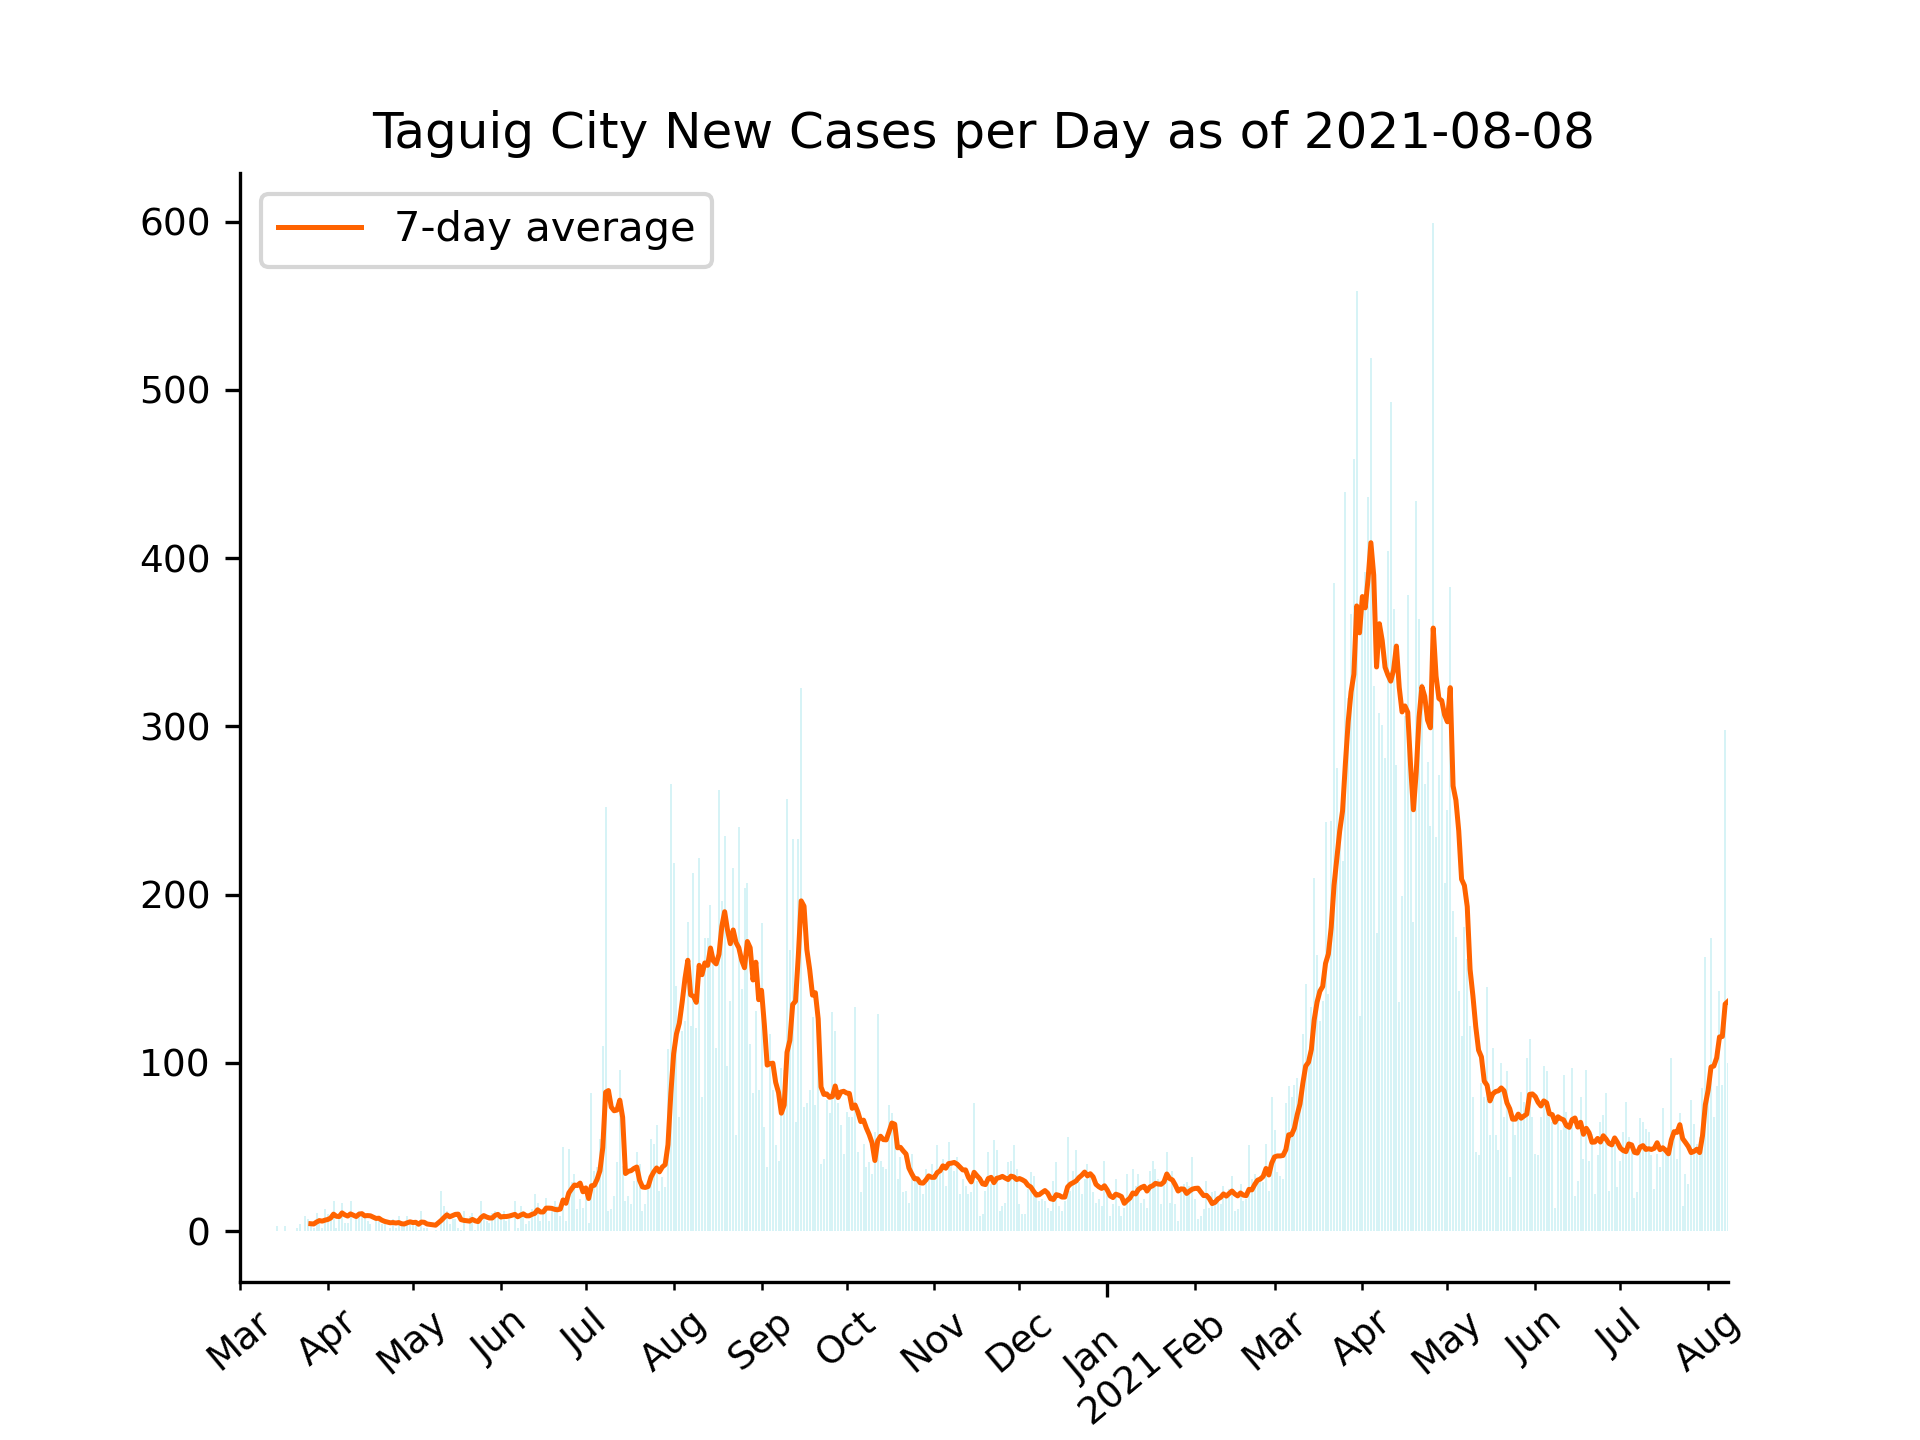 Taguig City New Cases per Day as of 2021-08-08
7-day average
600
500
400
300
200
100
0
Mar
Apr
May
Jun
Jul
Aug
Sep
Oct
Nov
Dec
Jan
2021
Feb
Mar
Apr
May
Jun
Jul
Aug